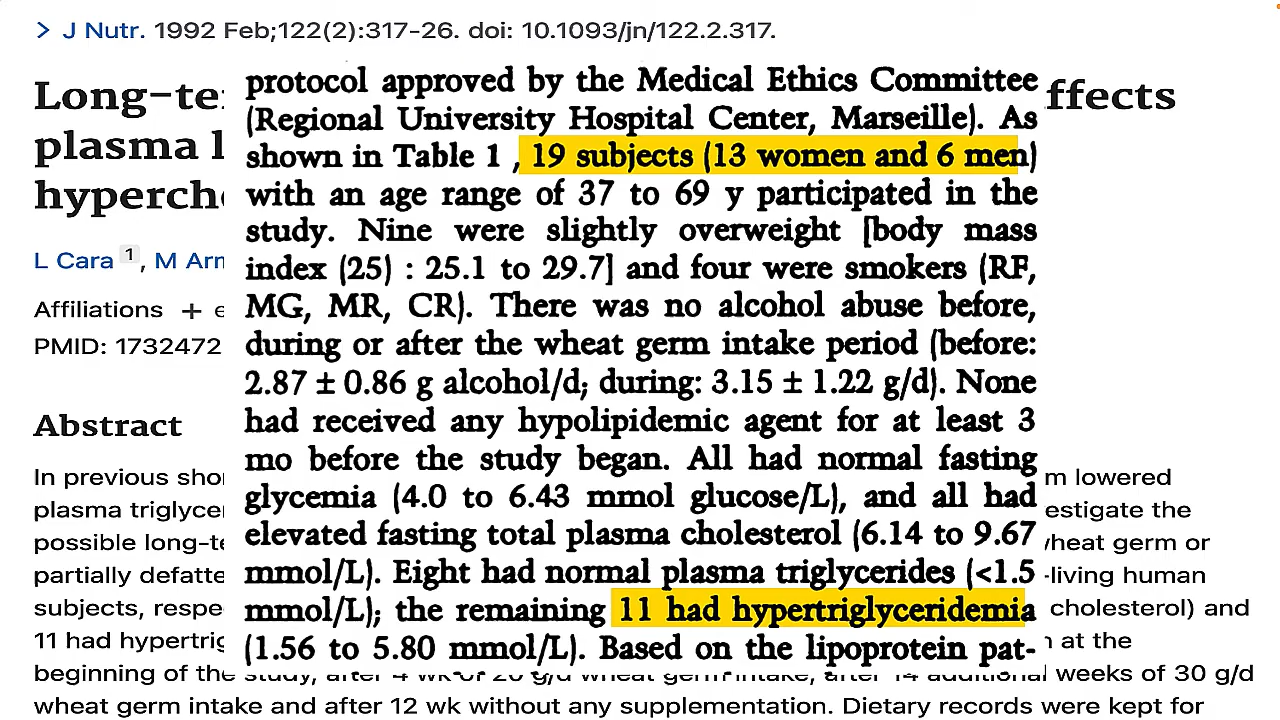 > J Nutr. 1992 Feb;122(2):317-26. doi: 10.1093/jn/122.2.317.
Long-te ffects
plasma l
hyperch
L Cara 1, M Arn
Affiliations +
PMID: 1732472
Abstract
In previous sho m lowered
plasma triglycer estigate the
possible long-te wheat germ or
partially defatte -living human
subjects, respe cholesterol) and
11 had hypertrig n at the
beginning of the study, after 4 wk of 20 g/d wheat germ intake, after 14 additional weeks of 30 g/d
wheat germ intake and after 12 wk without any supplementation. Dietary records were kept for
protocol approved by the Medical Ethics Committee
(Regional University Hospital Center, Marseille). As
shown in Table 1 , 19 subjects (13 women and 6 men)
with an age range of 37 to 69 y participated in the
study. Nine were slightly overweight [body mass
index (25) : 25.1 to 29.7] and four were smokers (RF,
MG, MR, CR). There was no alcohol abuse before,
during or after the wheat germ intake period (before:
2.87 ± 0.86 g alcohol/d; during: 3.15 ± 1.22 g/d). None
had received any hypolipidemic agent for at least 3
mo before the study began. All had normal fasting
glycemia (4.0 to 6.43 mmol glucose/L), and all had
elevated fasting total plasma cholesterol (6.14 to 9.67
mmol/L). Eight had normal plasma triglycerides (<1.5
mmol/L); the remaining 11 had hypertriglyceridemia
(1.56 to 5.80 mmol/L). Based on the lipoprotein pat-